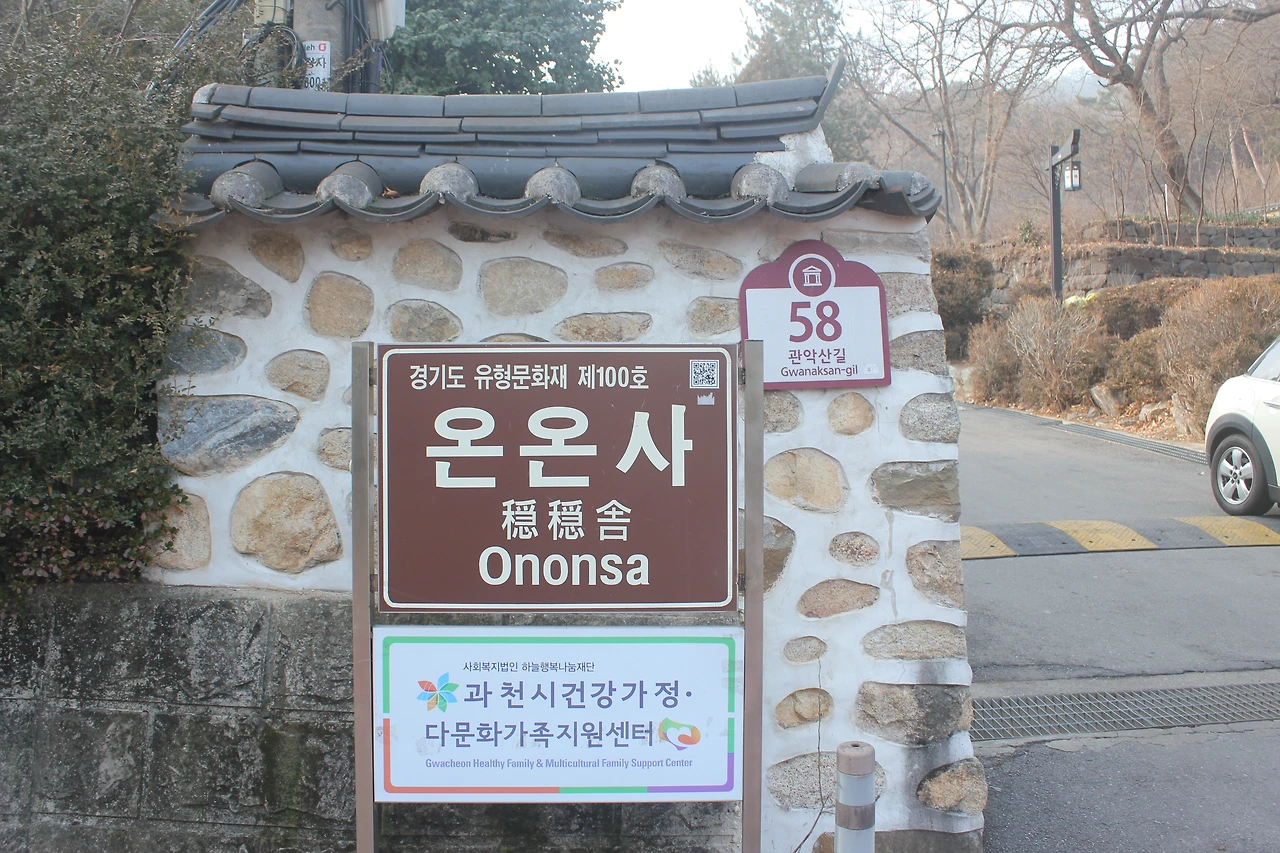 58
관악산길
Gwanaksan-gil
경기도 유형문화재 제100호
온온사
穩穩舍
Ononsa
사회복지법인 하늘행복나눔재단
과천시건강가정·
다문화가족지원센터
Gwacheon Healthy Family & Multicultural Family Support Center